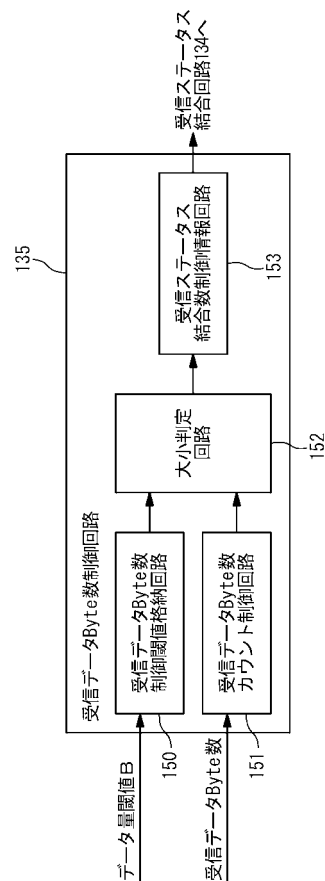 135
受信データByte数制御回路
データ量閾値B
受信データByte数
制御閾値格納回路
150
受信データByte数
受信データByte数
カウント制御回路
151
大小判定
回路
152
受信ステータス
結合数制御情報回路
153
受信ステータス
結合回路134へ